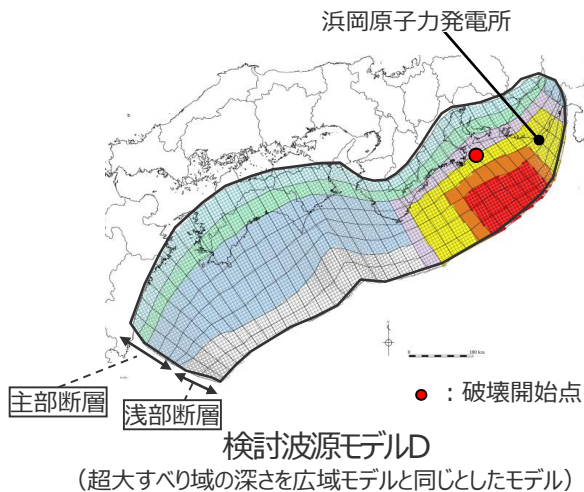 浜岡原子力発電所
100 km
主部断層
浅部断層
：破壊開始点
検討波源モデルD
（超大すべり域の深さを広域モデルと同じとしたモデル）